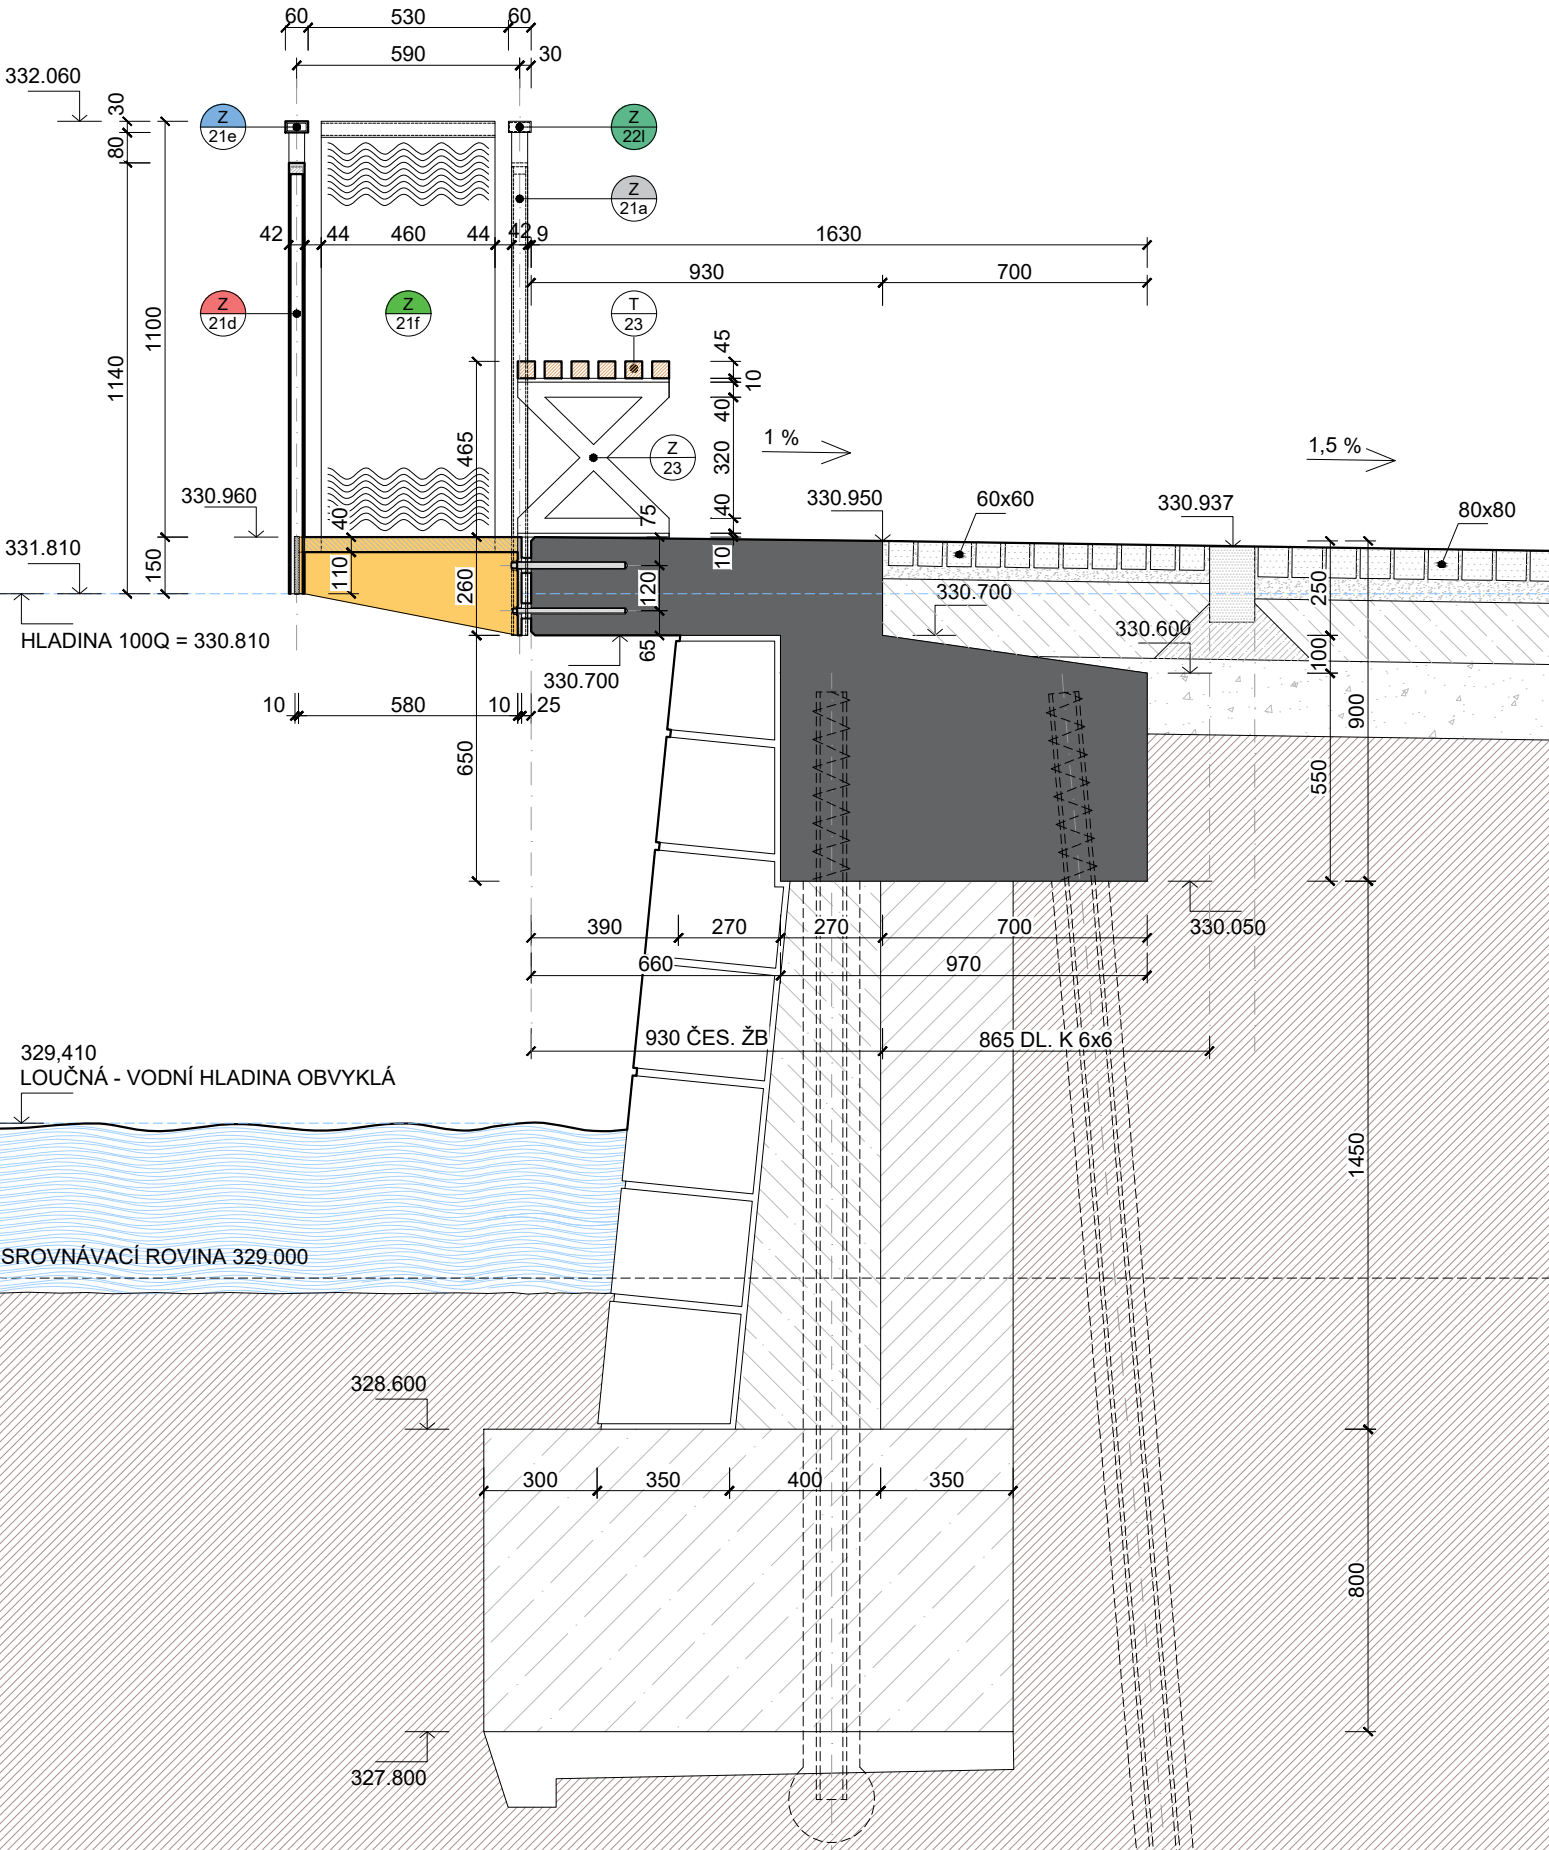 60 530 60
590 30
332.060
30
80
Z
21e
Z
22l
Z
21a
42 44 460 44 42 9 1630
930 700
Z
21d
Z
21f
T
23
1140
1100
45
10
40
320
40
465
Z
23
1 %
1,5 %
330.960
330.950
60x60
330.937
80x80
331.810
150
40
110
260
75
120
10
65
HLADINA 100Q = 330.810
330.700
330.600
250
100
330.700
10 580 10 25
650
900
550
390 270 270 700
330.050
660 970
930 ČES. ŽB
865 DL. K 6x6
329,410
LOUČNÁ - VODNÍ HLADINA OBVYKLÁ
1450
SROVNÁVACÍ ROVINA 329.000
328.600
300 350 400 350
800
327.800